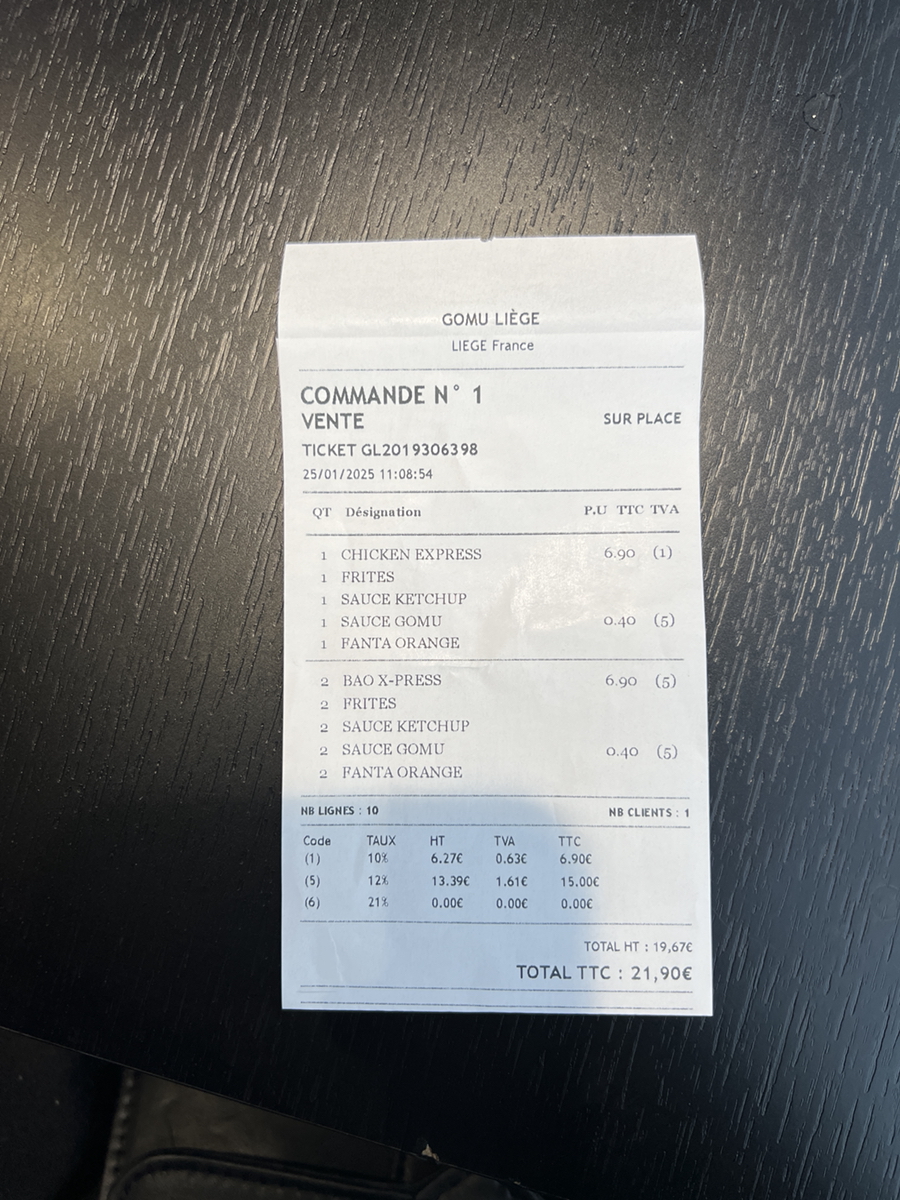 GOMU LIÈGE
LIEGE France
COMMANDE N° 1
VENTE SUR PLACE
TICKET GL2019306398
25/01/2025 11:08:54
QT Désignation P.U TTC TVA
1 CHICKEN EXPRESS 6.90 (1)
1 FRITES
1 SAUCE KETCHUP
1 SAUCE GOMU 0.40 (5)
1 FANTA ORANGE
2 BAO X-PRESS 6.90 (5)
2 FRITES
2 SAUCE KETCHUP
2 SAUCE GOMU 0.40 (5)
2 FANTA ORANGE
NB LIGNES : 10 NB CLIENTS : 1
Code TAUX HT TVA TTC
(1) 10% 6.27€ 0.63€ 6.90€
(5) 12% 13.39€ 1.61€ 15.00€
(6) 21% 0.00€ 0.00€ 0.00€
TOTAL HT : 19,67€
TOTAL TTC : 21,90€